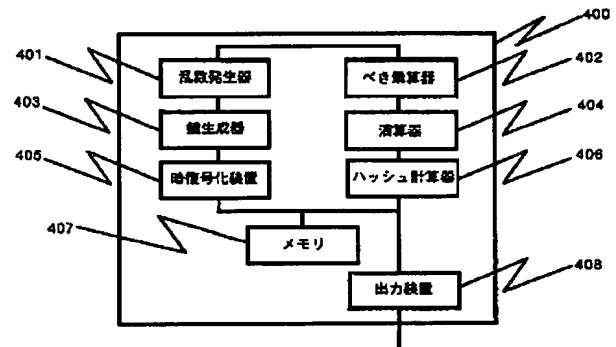 400
401
乱数発生器
べき乗算器
402
403
鍵生成器
演算器
404
405
暗復号化装置
ハッシュ計算器
406
407
メモリ
出力装置
408